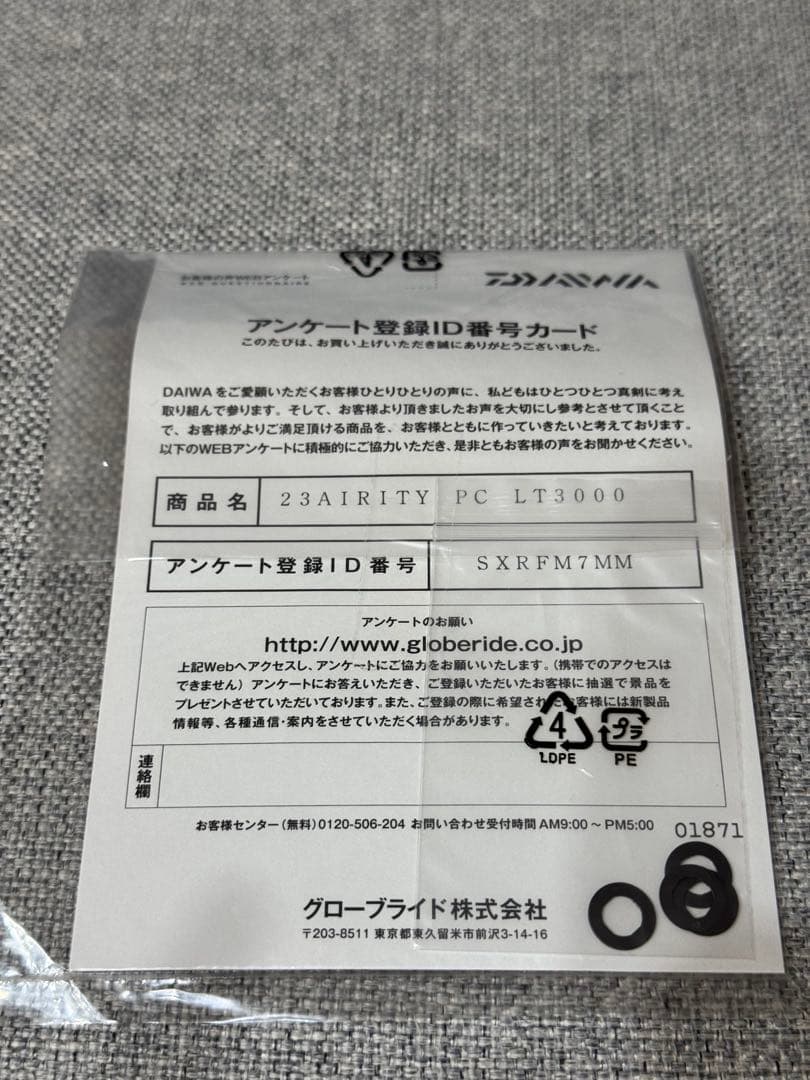 お客様の声WEBアンケート
WEB QUESTIONNAIRE
DAIWA
アンケート登録ID番号カード
このたびは、お買い上げいただき誠にありがとうございました。
DAIWAをご愛顧いただくお客様ひとりひとりの声に、私どもはひとつひとつ真剣に考え
取り組んで参ります。そして、お客様より頂きましたお声を大切にし参考とさせて頂くこと
で、お客様がよりご満足頂ける商品を、お客様とともに作っていきたいと考えております。
以下のWEBアンケートに積極的にご協力いただき、是非ともお客様の声をお聞かせください。
商品名 23AIRITY PC LT3000
アンケート登録ID番号 SXRFM7MM
アンケートのお願い
http://www.globeride.co.jp
上記Webへアクセスし、アンケートにご協力をお願いいたします。(携帯でのアクセスは
できません) アンケートにお答えいただき、ご登録いただいたお客様に抽選で景品を
プレゼントさせていただいております。また、ご登録の際に希望されたお客様には新製品
情報等、各種通信・案内をさせていただく場合があります。
4
LDPE
プラ
PE
連絡欄
お客様センター(無料)0120-506-204 お問い合わせ受付時間 AM9:00～PM5:00
01871
グローブライド株式会社
〒203-8511 東京都東久留米市前沢3-14-16